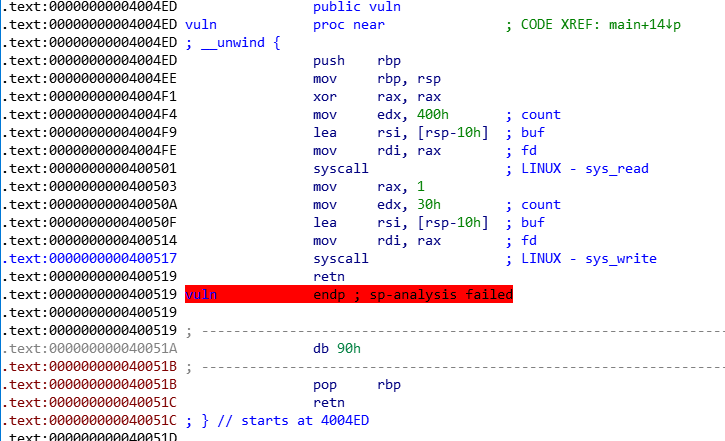 .text:00000000004004ED public vuln
.text:00000000004004ED vuln proc near ; CODE XREF: main+14↓p
.text:00000000004004ED ; __unwind {
.text:00000000004004ED push rbp
.text:00000000004004EE mov rbp, rsp
.text:00000000004004F1 xor rax, rax
.text:00000000004004F4 mov edx, 400h ; count
.text:00000000004004F9 lea rsi, [rsp-10h] ; buf
.text:00000000004004FE mov rdi, rax ; fd
.text:0000000000400501 syscall ; LINUX - sys_read
.text:0000000000400503 mov rax, 1
.text:000000000040050A mov edx, 30h ; count
.text:000000000040050F lea rsi, [rsp-10h] ; buf
.text:0000000000400514 mov rdi, rax ; fd
.text:0000000000400517 syscall ; LINUX - sys_write
.text:0000000000400519 retn
.text:0000000000400519 vuln endp ; sp-analysis failed
.text:0000000000400519
.text:0000000000400519 ; ---------------------------------------------------------------------------
.text:000000000040051A db 90h
.text:000000000040051B ; ---------------------------------------------------------------------------
.text:000000000040051B pop rbp
.text:000000000040051C retn
.text:000000000040051C ; } // starts at 4004ED
.text:000000000040051D